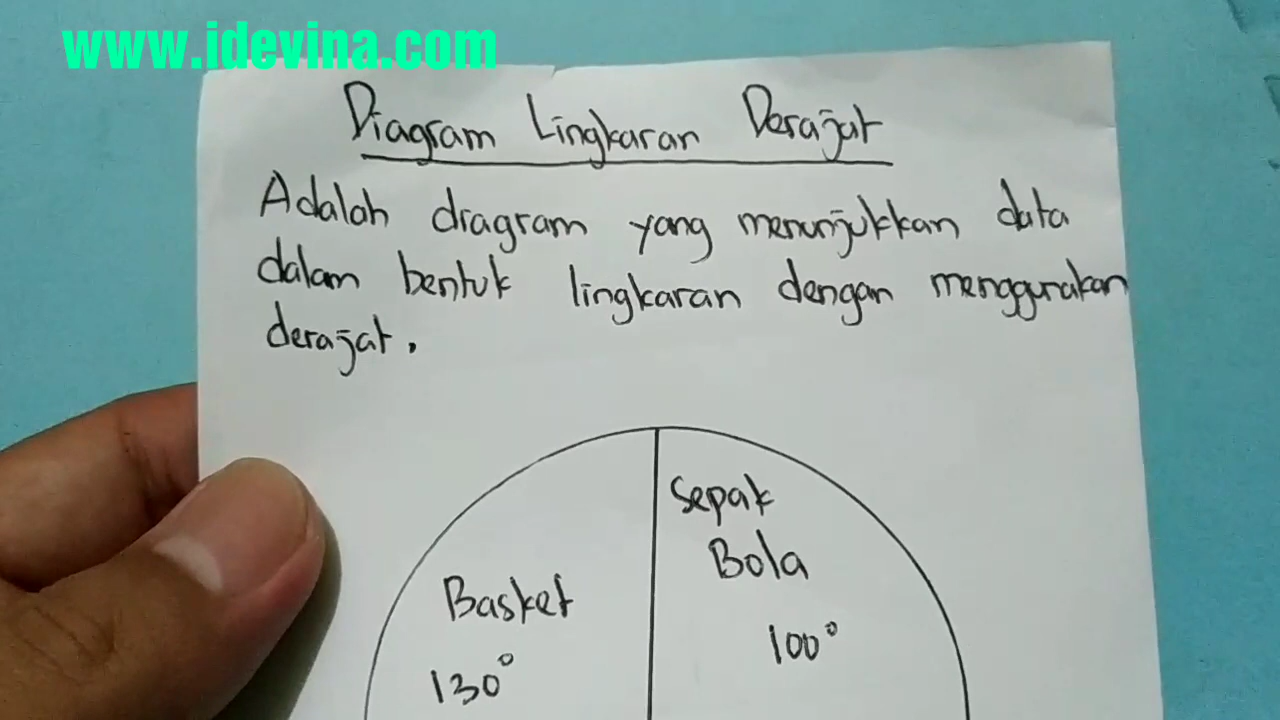 www.idevina.com
Diagram Lingkaran Derajat
Adalah diagram yang menunjukkan data
dalam bentuk lingkaran dengan menggunakan
derajat.
Sepak
Bola
100°
Basket
130°